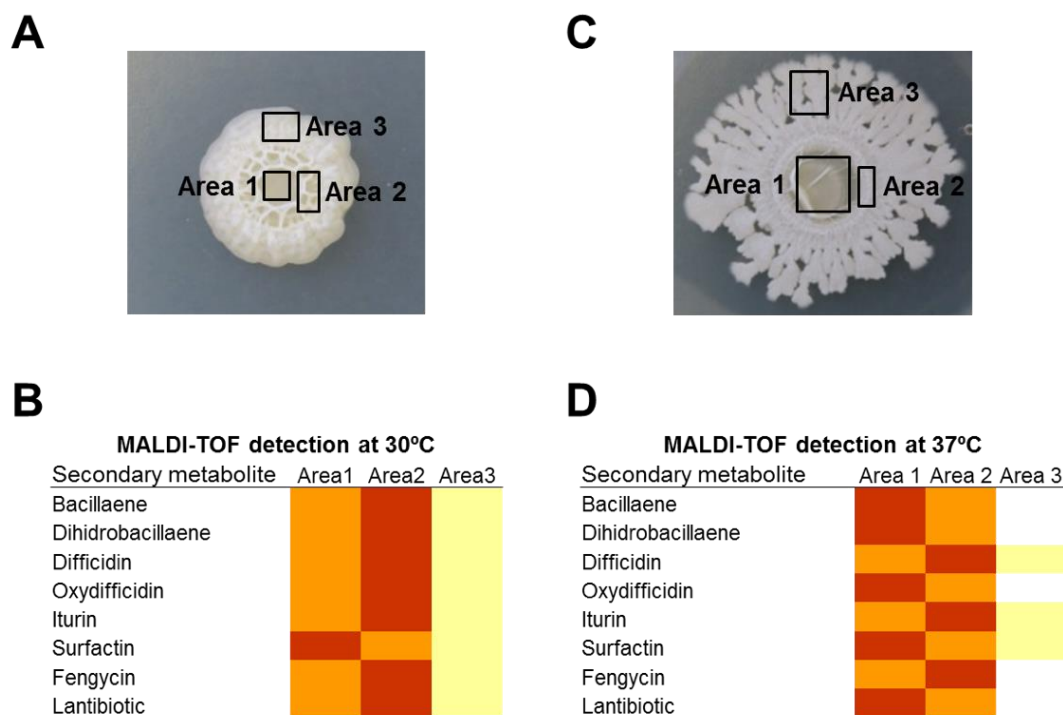 A
Area 3
Area 1
Area 2
C
Area 3
Area 1
Area 2
B
MALDI-TOF detection at 30ºC
Secondary metabolite Area1 Area2 Area3
Bacillaene
Dihidrobacillaene
Difficidin
Oxydifficidin
Iturin
Surfactin
Fengycin
Lantibiotic
D
MALDI-TOF detection at 37ºC
Secondary metabolite Area 1 Area 2 Area 3
Bacillaene
Dihidrobacillaene
Difficidin
Oxydifficidin
Iturin
Surfactin
Fengycin
Lantibiotic